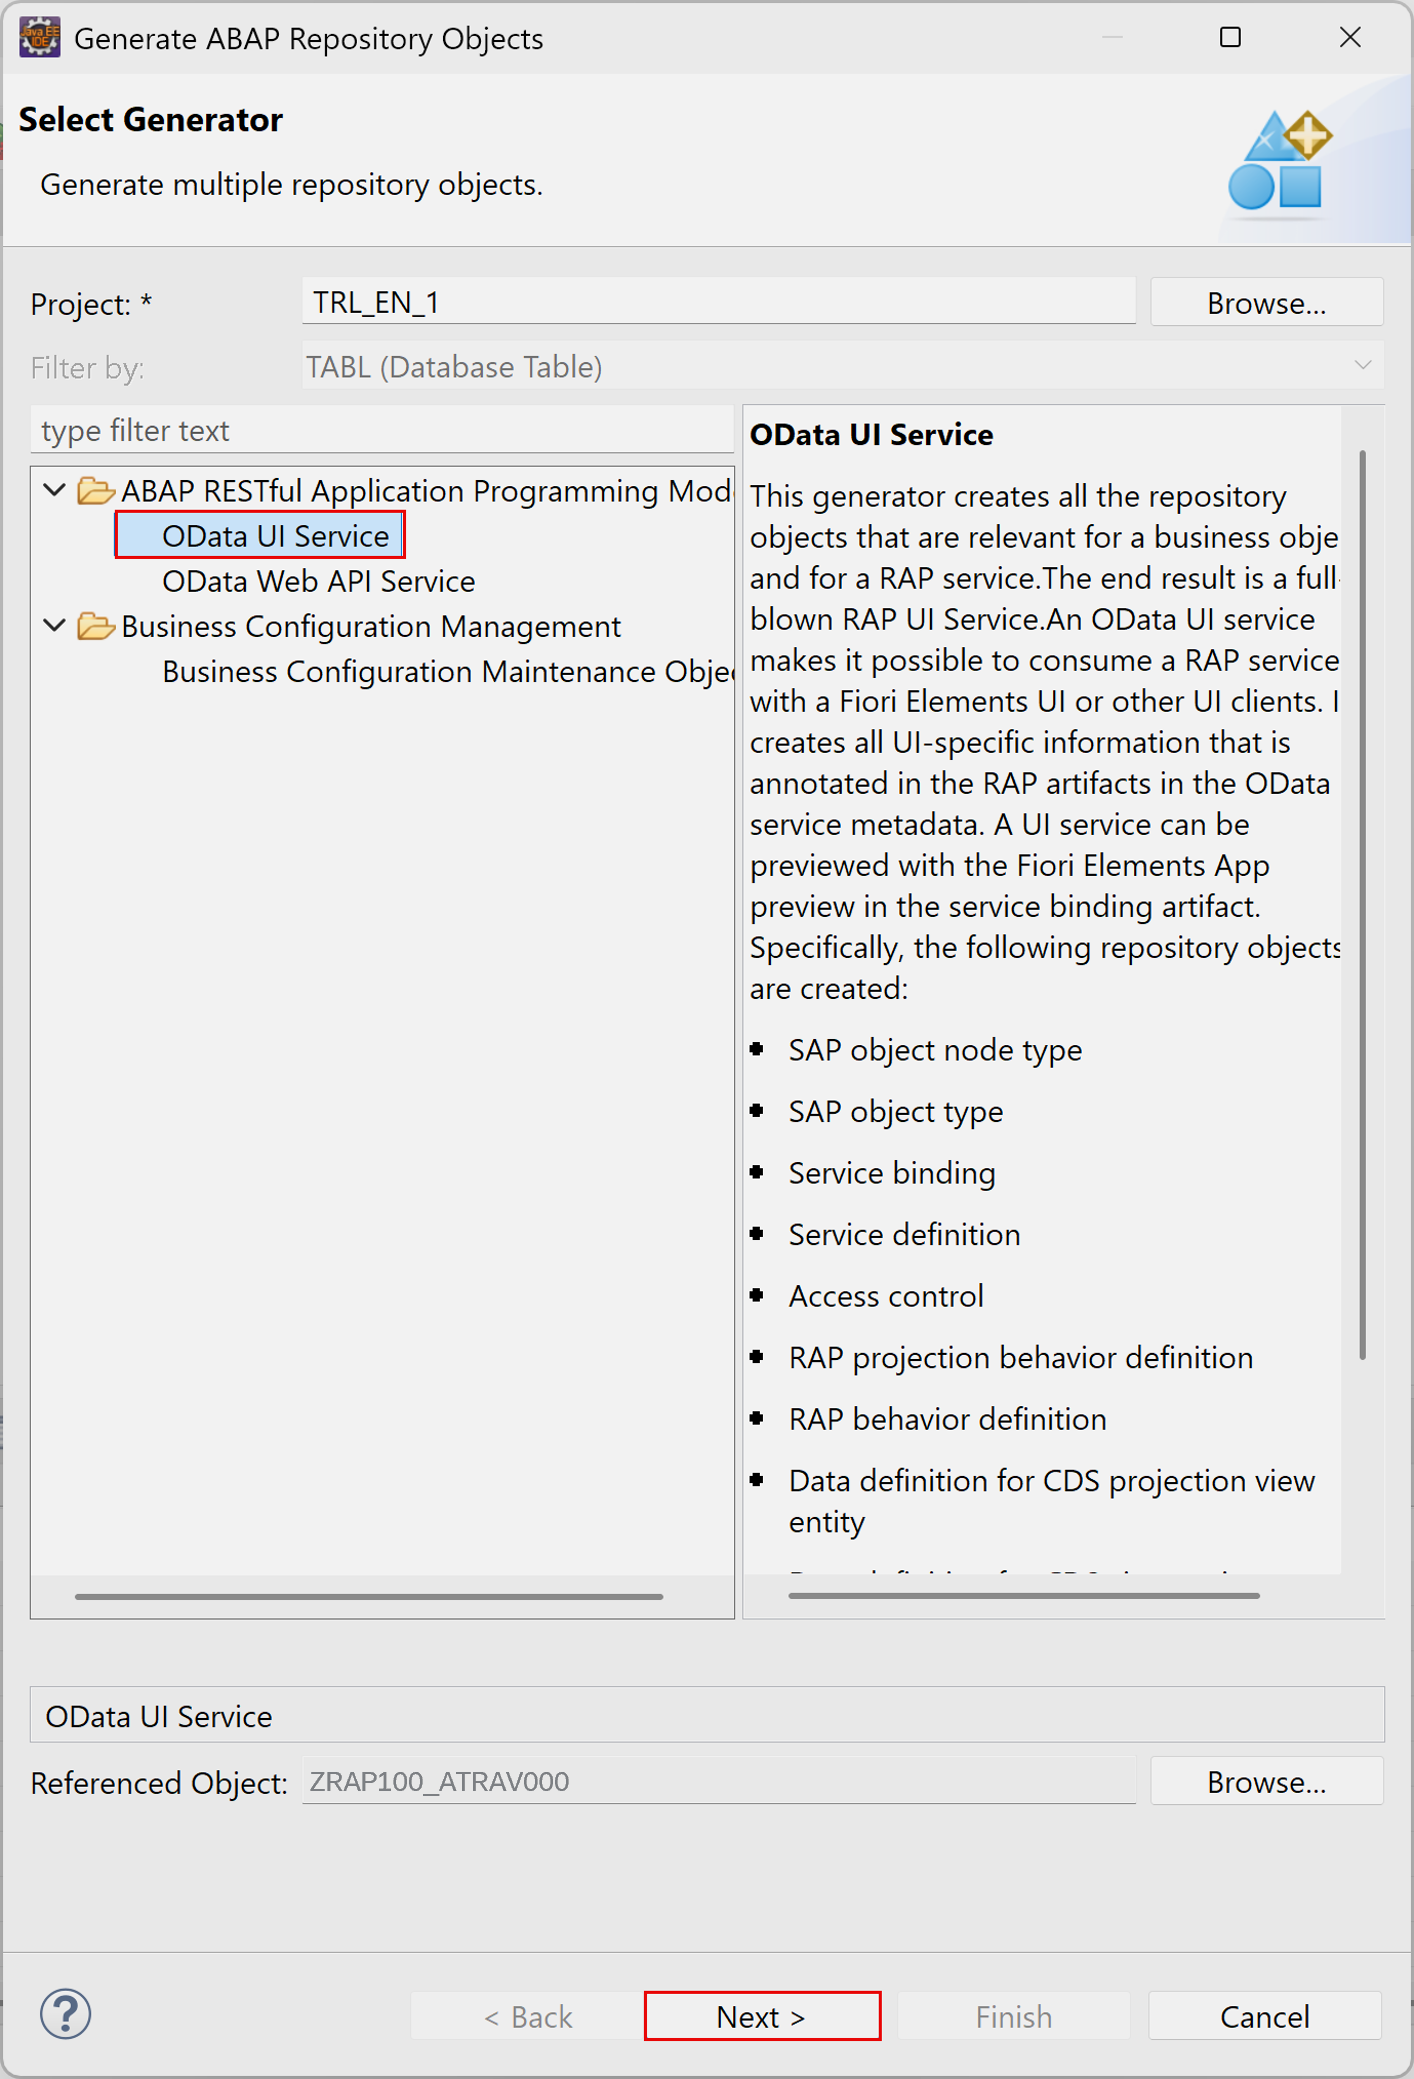 Generate ABAP Repository Objects
Select Generator
Generate multiple repository objects.
Project: *
TRL_EN_1
Browse...
Filter by:
TABL (Database Table)
type filter text
ABAP RESTful Application Programming Mod
OData UI Service
OData Web API Service
Business Configuration Management
Business Configuration Maintenance Obje
OData UI Service
This generator creates all the repository
objects that are relevant for a business obje
and for a RAP service.The end result is a full-
blown RAP UI Service.An OData UI service
makes it possible to consume a RAP service
with a Fiori Elements UI or other UI clients. I
creates all UI-specific information that is
annotated in the RAP artifacts in the OData
service metadata. A UI service can be
previewed with the Fiori Elements App
preview in the service binding artifact.
Specifically, the following repository objects
are created:
SAP object node type
SAP object type
Service binding
Service definition
Access control
RAP projection behavior definition
RAP behavior definition
Data definition for CDS projection view
entity
OData UI Service
Referenced Object:
ZRAP100_ATRAV000
Browse...
< Back
Next >
Finish
Cancel